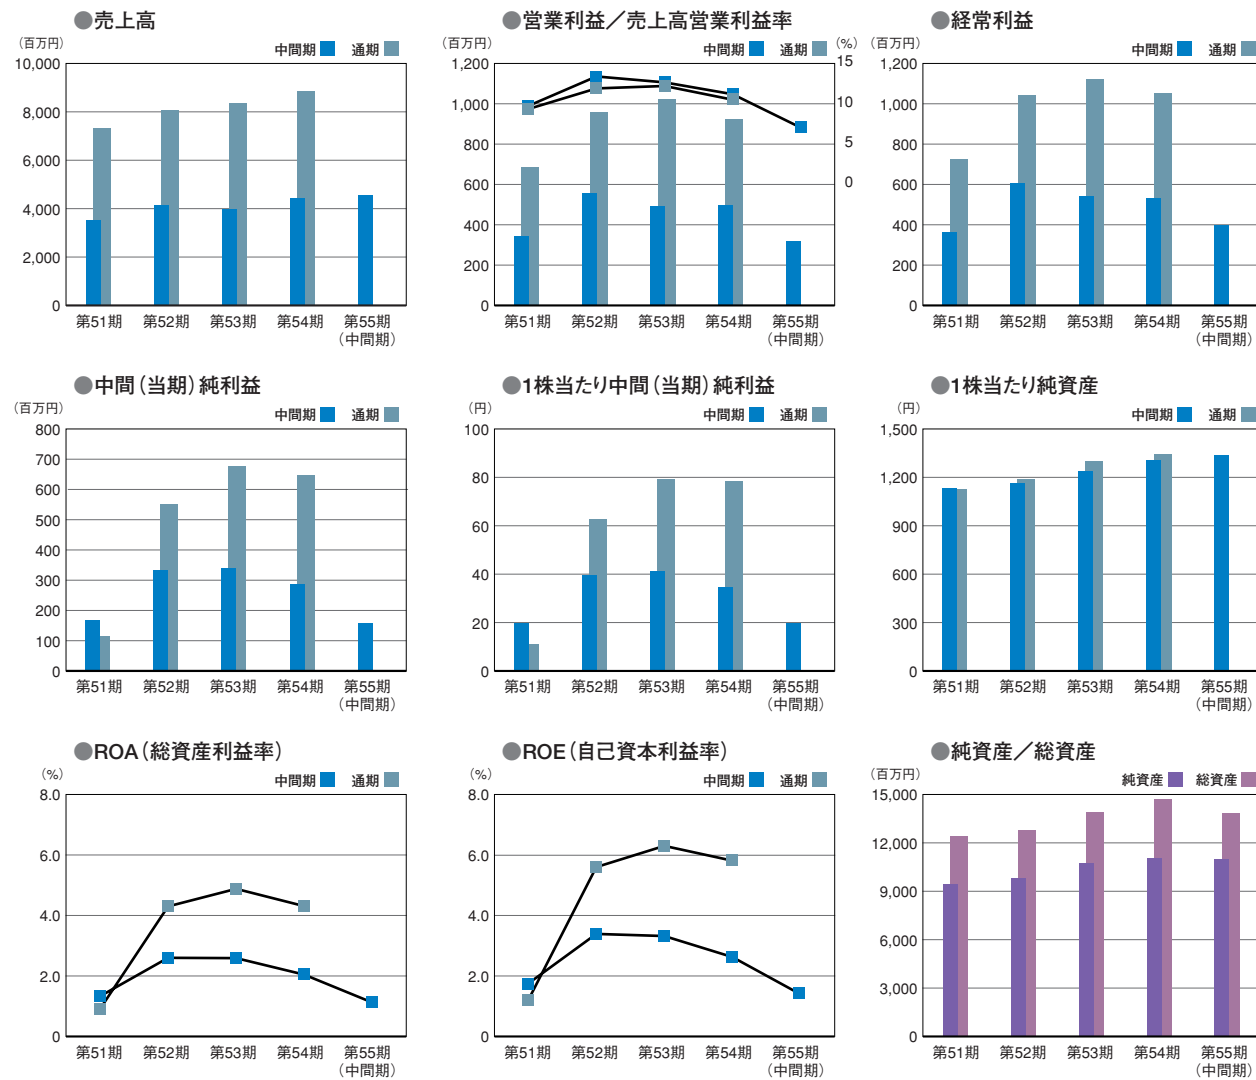 ●売上高
(百万円)
中間期 通期
10,000
8,000
6,000
4,000
2,000
0
第51期 第52期 第53期 第54期 第55期
(中間期)
●営業利益／売上高営業利益率
(百万円)
(%)
中間期 通期
1,200
1,000
800
600
400
200
0
15
10
5
0
第51期 第52期 第53期 第54期 第55期
(中間期)
●経常利益
(百万円)
中間期 通期
1,200
1,000
800
600
400
200
0
第51期 第52期 第53期 第54期 第55期
(中間期)
●中間(当期)純利益
(百万円)
中間期 通期
800
700
600
500
400
300
200
100
0
第51期 第52期 第53期 第54期 第55期
(中間期)
●1株当たり中間(当期)純利益
(円)
中間期 通期
100
80
60
40
20
0
第51期 第52期 第53期 第54期 第55期
(中間期)
●1株当たり純資産
(円)
中間期 通期
1,500
1,200
900
600
300
0
第51期 第52期 第53期 第54期 第55期
(中間期)
●ROA(総資産利益率)
(%)
中間期 通期
8.0
6.0
4.0
2.0
0
第51期 第52期 第53期 第54期 第55期
(中間期)
●ROE(自己資本利益率)
(%)
中間期 通期
8.0
6.0
4.0
2.0
0
第51期 第52期 第53期 第54期 第55期
(中間期)
●純資産／総資産
(百万円)
純資産 総資産
15,000
12,000
9,000
6,000
3,000
0
第51期 第52期 第53期 第54期 第55期
(中間期)